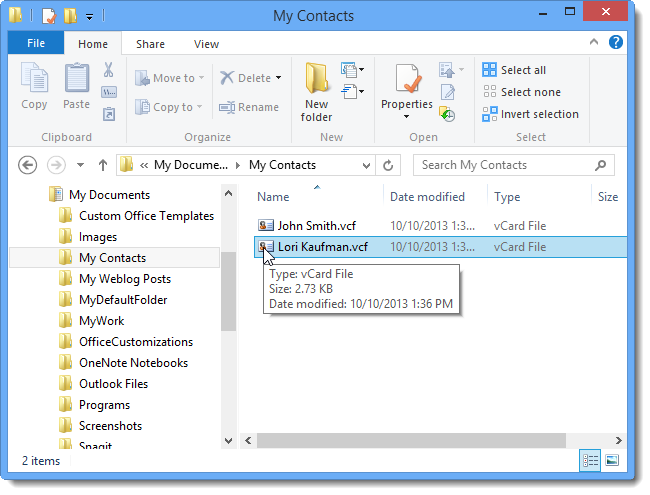 My Contacts
File Home Share View
Copy Paste Move to Copy to Delete Rename New folder Properties Select all Select none Invert selection
Clipboard Organize New Open Select
« My Docume... My Contacts Search My Contacts
My Documents
Custom Office Templates
Images
My Contacts
My Weblog Posts
MyDefaultFolder
MyWork
OfficeCustomizations
OneNote Notebooks
Outlook Files
Programs
Screenshots
Snagit
Name Date modified Type Size
John Smith.vcf 10/10/2013 1:3... vCard File
Lori Kaufman.vcf 10/10/2013 1:3... vCard File
Type: vCard File
Size: 2.73 KB
Date modified: 10/10/2013 1:36 PM
2 items